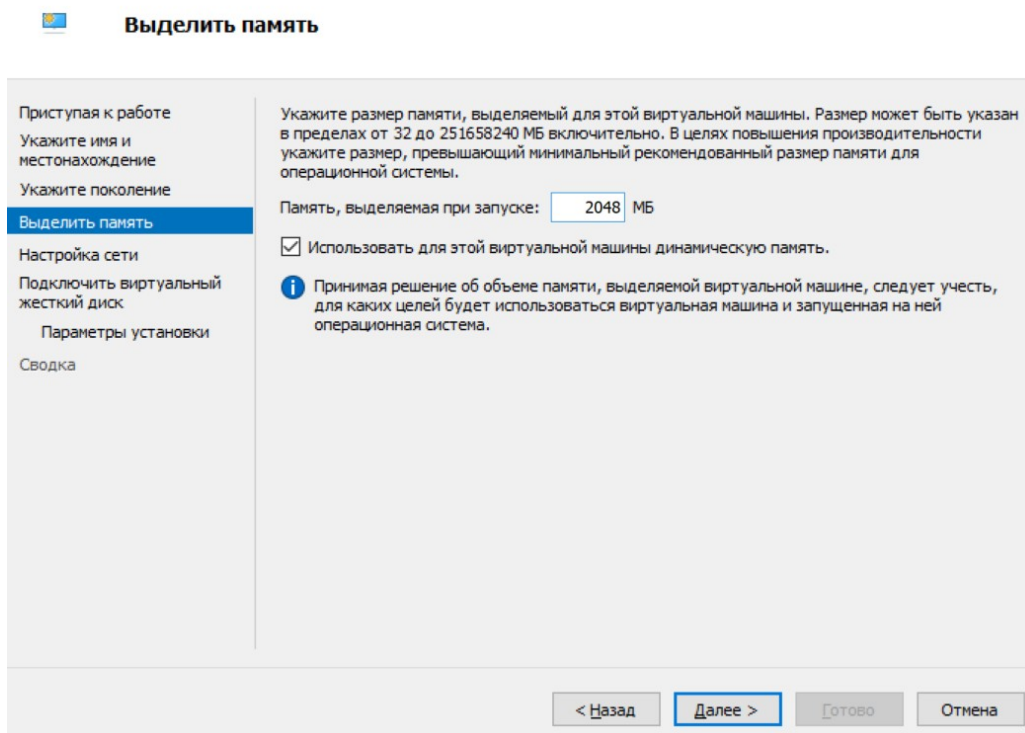 Выделить память
Приступая к работе
Укажите имя и
местонахождение
Укажите поколение
Выделить память
Настройка сети
Подключить виртуальный
жесткий диск
Параметры установки
Сводка
Укажите размер памяти, выделяемый для этой виртуальной машины. Размер может быть указан
в пределах от 32 до 251658240 МБ включительно. В целях повышения производительности
укажите размер, превышающий минимальный рекомендованный размер памяти для
операционной системы.
Память, выделяемая при запуске: 2048 МБ
Использовать для этой виртуальной машины динамическую память.
Принимая решение об объеме памяти, выделяемой виртуальной машине, следует учесть,
для каких целей будет использоваться виртуальная машина и запущенная на ней
операционная система.
< Назад Далее > Готово Отмена